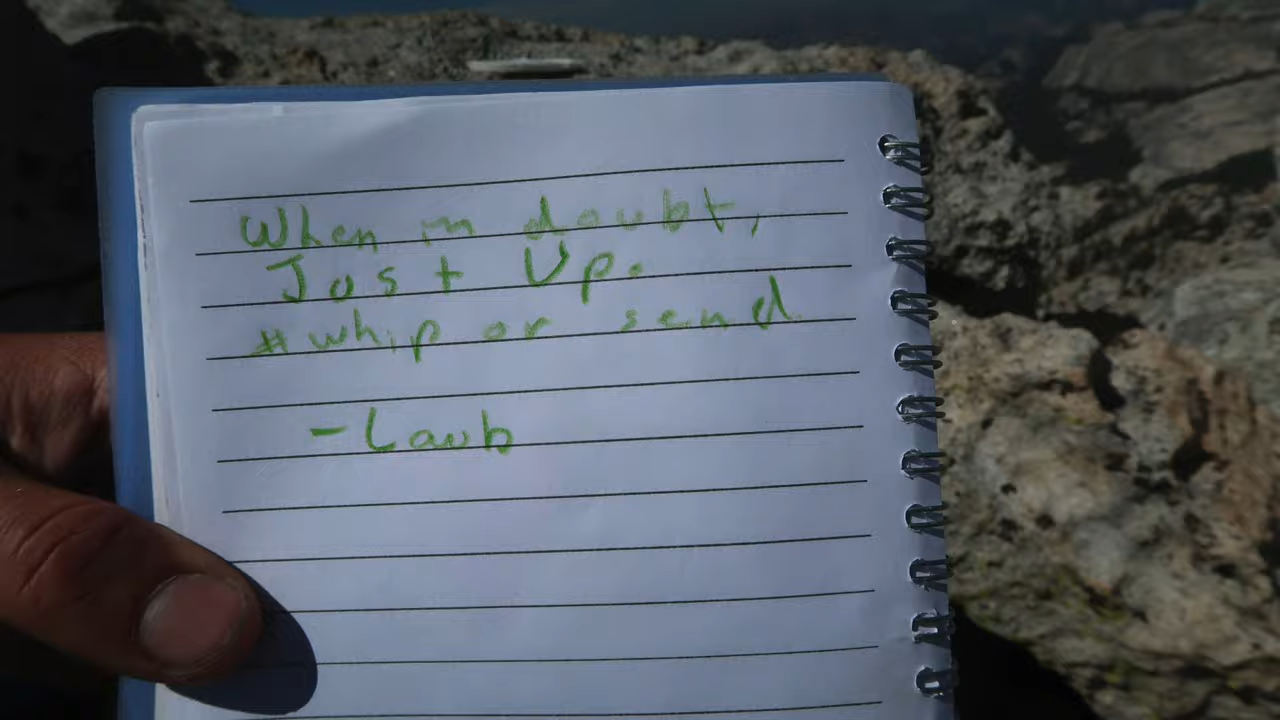 When in doubt,
Just Up.
#whip or send
- Laub